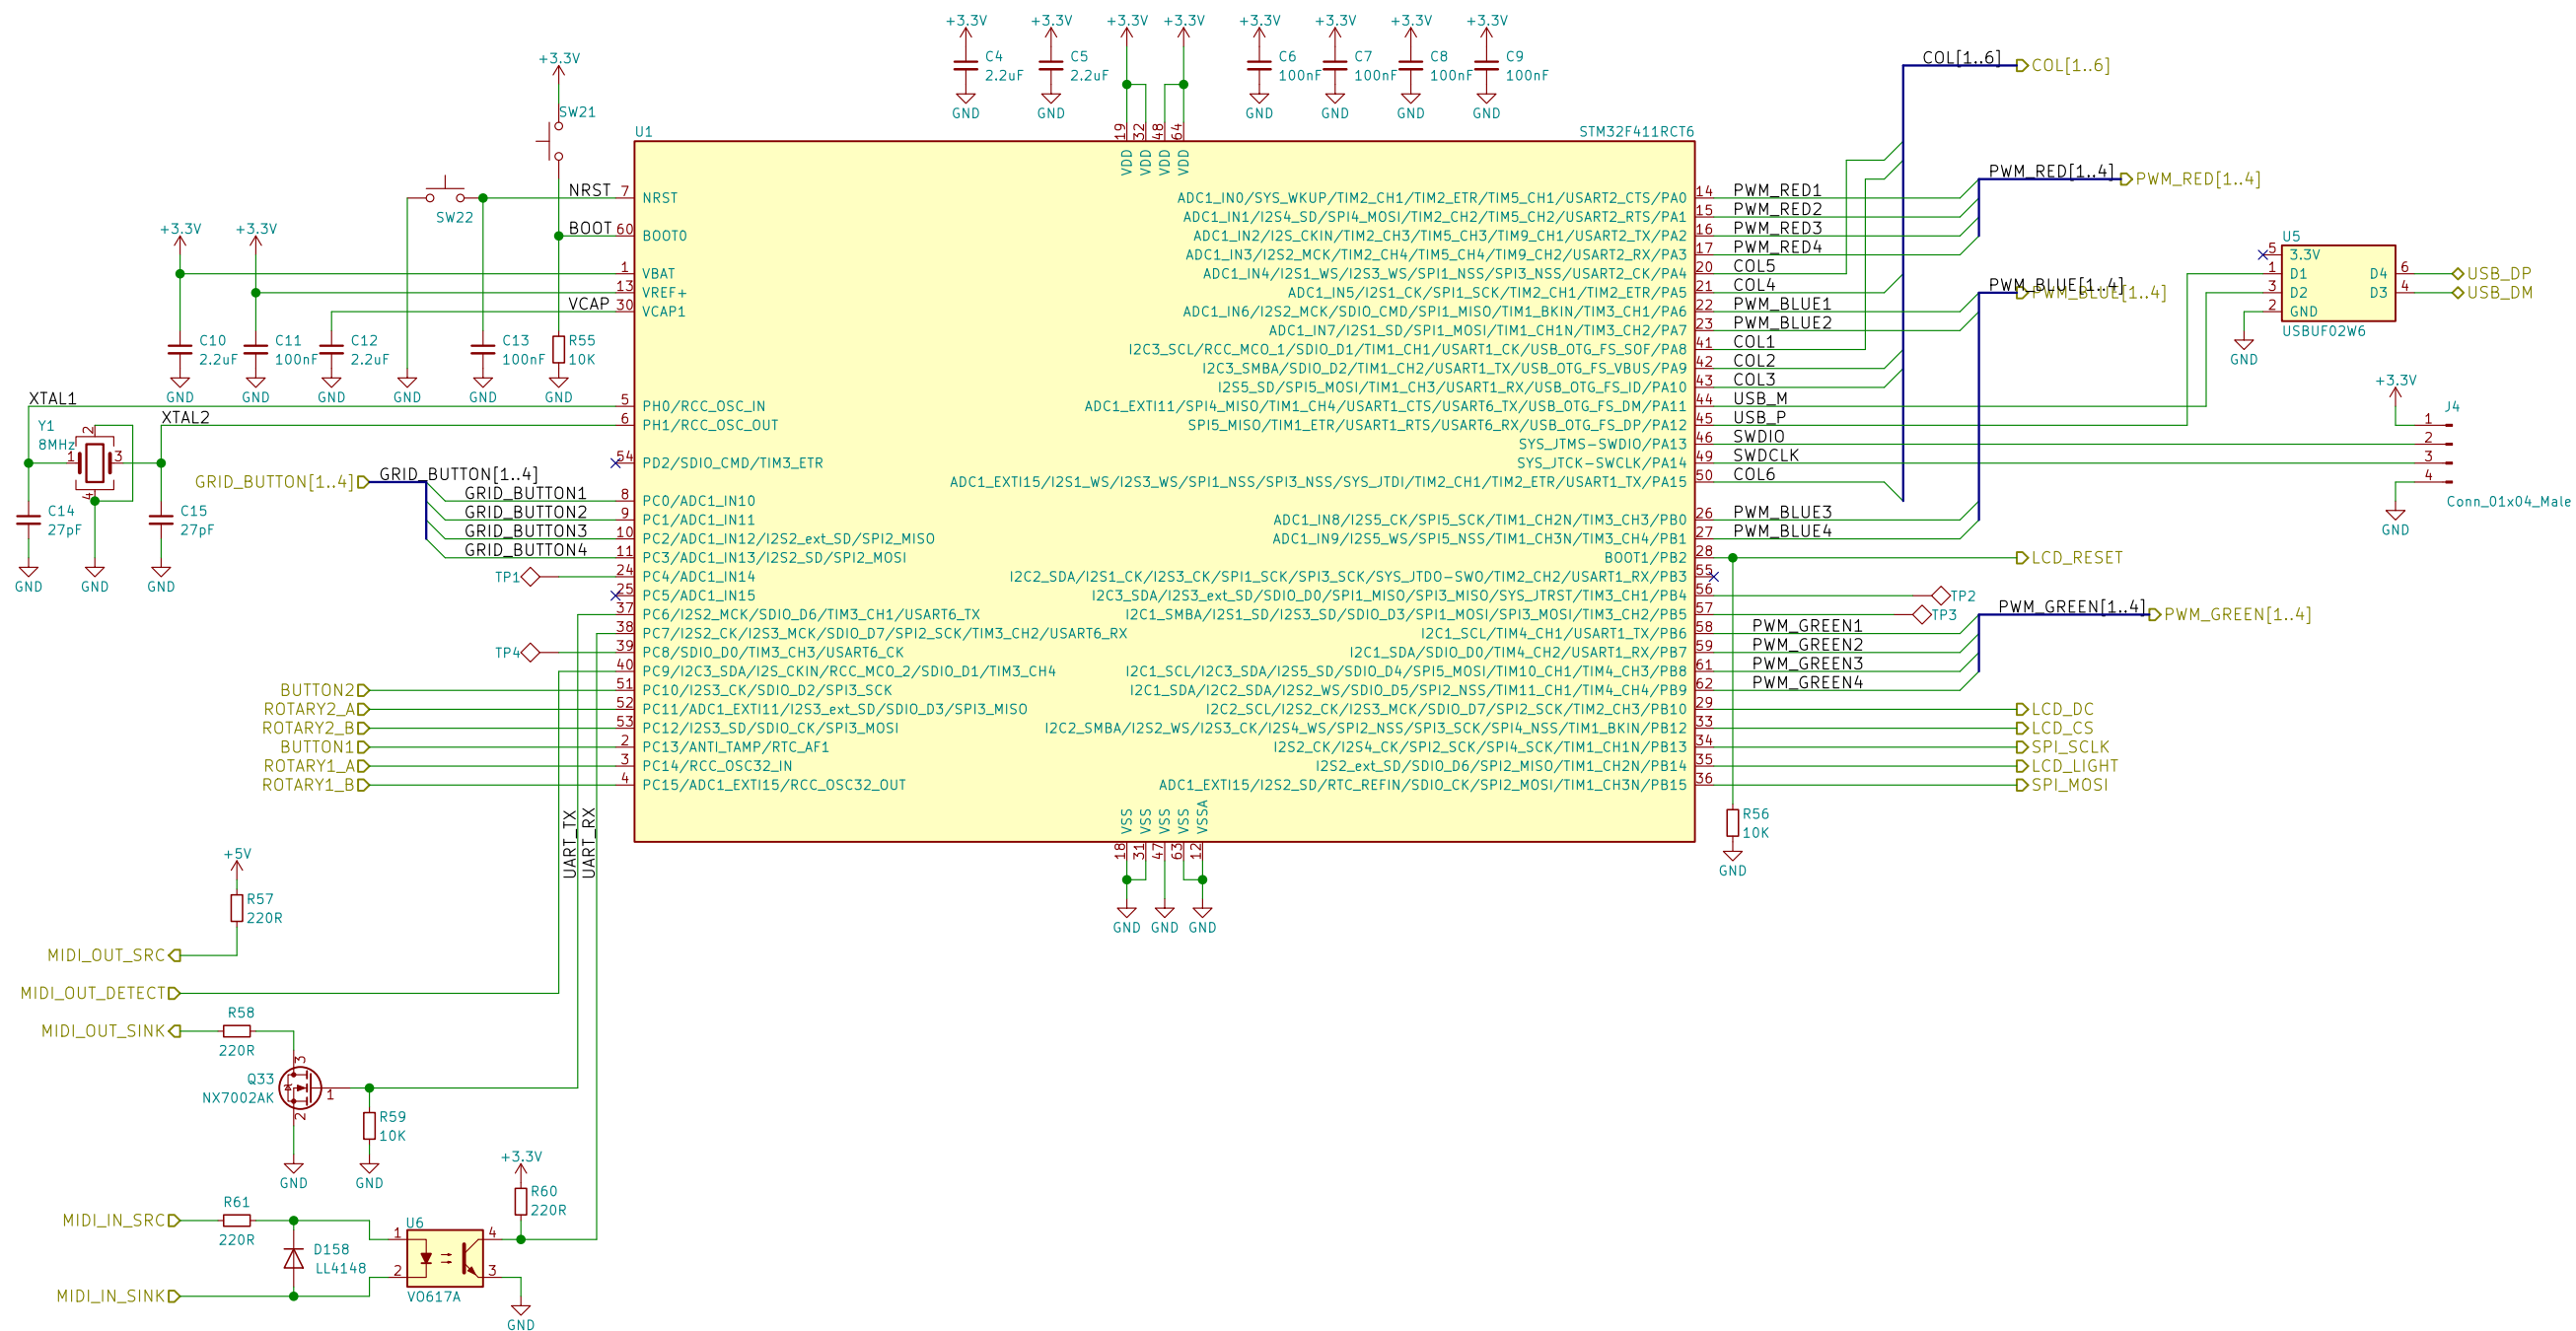 +3.3V +3.3V +3.3V +3.3V +3.3V +3.3V +3.3V +3.3V
C4 2.2uF GND
C5 2.2uF GND
C6 100nF GND
C7 100nF GND
C8 100nF GND
C9 100nF GND
+3.3V
SW21
SW22
NRST
BOOT
VCAP
+3.3V
+3.3V
C10 2.2uF GND
C11 100nF GND
C12 2.2uF GND
GND
C13 100nF GND
R55 10K GND
XTAL1
XTAL2
Y1
8MHz
1 2 3 4
C14 27pF GND
GND
C15 27pF GND
GRID_BUTTON[1..4]
GRID_BUTTON[1..4]
GRID_BUTTON1
GRID_BUTTON2
GRID_BUTTON3
GRID_BUTTON4
TP1
TP4
BUTTON2
ROTARY2_A
ROTARY2_B
BUTTON1
ROTARY1_A
ROTARY1_B
UART_TX
UART_RX
U1
STM32F411RCT6
19 VDD
32 VDD
48 VDD
64 VDD
7 NRST
60 BOOT0
1 VBAT
13 VREF+
30 VCAP1
5 PH0/RCC_OSC_IN
6 PH1/RCC_OSC_OUT
54 PD2/SDIO_CMD/TIM3_ETR
8 PC0/ADC1_IN10
9 PC1/ADC1_IN11
10 PC2/ADC1_IN12/I2S2_ext_SD/SPI2_MISO
11 PC3/ADC1_IN13/I2S2_SD/SPI2_MOSI
24 PC4/ADC1_IN14
25 PC5/ADC1_IN15
37 PC6/I2S2_MCK/SDIO_D6/TIM3_CH1/USART6_TX
38 PC7/I2S2_CK/I2S3_MCK/SDIO_D7/SPI2_SCK/TIM3_CH2/USART6_RX
39 PC8/SDIO_D0/TIM3_CH3/USART6_CK
40 PC9/I2C3_SDA/I2S_CKIN/RCC_MCO_2/SDIO_D1/TIM3_CH4
51 PC10/I2S3_CK/SDIO_D2/SPI3_SCK
52 PC11/ADC1_EXTI11/I2S3_ext_SD/SDIO_D3/SPI3_MISO
53 PC12/I2S3_SD/SDIO_CK/SPI3_MOSI
2 PC13/ANTI_TAMP/RTC_AF1
3 PC14/RCC_OSC32_IN
4 PC15/ADC1_EXTI15/RCC_OSC32_OUT
ADC1_IN0/SYS_WKUP/TIM2_CH1/TIM2_ETR/TIM5_CH1/USART2_CTS/PA0 14 PWM_RED1
ADC1_IN1/I2S4_SD/SPI4_MOSI/TIM2_CH2/TIM5_CH2/USART2_RTS/PA1 15 PWM_RED2
ADC1_IN2/I2S_CKIN/TIM2_CH3/TIM5_CH3/TIM9_CH1/USART2_TX/PA2 16 PWM_RED3
ADC1_IN3/I2S2_MCK/TIM2_CH4/TIM5_CH4/TIM9_CH2/USART2_RX/PA3 17 PWM_RED4
ADC1_IN4/I2S1_WS/I2S3_WS/SPI1_NSS/SPI3_NSS/USART2_CK/PA4 20 COL5
ADC1_IN5/I2S1_CK/SPI1_SCK/TIM2_CH1/TIM2_ETR/PA5 21 COL4
ADC1_IN6/I2S2_MCK/SDIO_CMD/SPI1_MISO/TIM1_BKIN/TIM3_CH1/PA6 22 PWM_BLUE1
ADC1_IN7/I2S1_SD/SPI1_MOSI/TIM1_CH1N/TIM3_CH2/PA7 23 PWM_BLUE2
I2C3_SCL/RCC_MCO_1/SDIO_D1/TIM1_CH1/USART1_CK/USB_OTG_FS_SOF/PA8 41 COL1
I2C3_SMBA/SDIO_D2/TIM1_CH2/USART1_TX/USB_OTG_FS_VBUS/PA9 42 COL2
I2S5_SD/SPI5_MOSI/TIM1_CH3/USART1_RX/USB_OTG_FS_ID/PA10 43 COL3
ADC1_EXTI11/SPI4_MISO/TIM1_CH4/USART1_CTS/USART6_TX/USB_OTG_FS_DM/PA11 44 USB_M
SPI5_MISO/TIM1_ETR/USART1_RTS/USART6_RX/USB_OTG_FS_DP/PA12 45 USB_P
SYS_JTMS-SWDIO/PA13 46 SWDIO
SYS_JTCK-SWCLK/PA14 49 SWDCLK
ADC1_EXTI15/I2S1_WS/I2S3_WS/SPI1_NSS/SPI3_NSS/SYS_JTDI/TIM2_CH1/TIM2_ETR/USART1_TX/PA15 50 COL6
ADC1_IN8/I2S5_CK/SPI5_SCK/TIM1_CH2N/TIM3_CH3/PB0 26 PWM_BLUE3
ADC1_IN9/I2S5_WS/SPI5_NSS/TIM1_CH3N/TIM3_CH4/PB1 27 PWM_BLUE4
BOOT1/PB2 28 LCD_RESET
I2C2_SDA/I2S1_CK/I2S3_CK/SPI1_SCK/SPI3_SCK/SYS_JTDO-SWO/TIM2_CH2/USART1_RX/PB3 55
I2C3_SDA/I2S3_ext_SD/SDIO_D0/SPI1_MISO/SPI3_MISO/SYS_JTRST/TIM3_CH1/PB4 56 TP2
I2C1_SMBA/I2S1_SD/I2S3_SD/SDIO_D3/SPI1_MOSI/SPI3_MOSI/TIM3_CH2/PB5 57 TP3
I2C1_SCL/TIM4_CH1/USART1_TX/PB6 58 PWM_GREEN1
I2C1_SDA/SDIO_D0/TIM4_CH2/USART1_RX/PB7 59 PWM_GREEN2
I2C1_SCL/I2C3_SDA/I2S5_SD/SDIO_D4/SPI5_MOSI/TIM10_CH1/TIM4_CH3/PB8 61 PWM_GREEN3
I2C1_SDA/I2C2_SDA/I2S2_WS/SDIO_D5/SPI2_NSS/TIM11_CH1/TIM4_CH4/PB9 62 PWM_GREEN4
I2C2_SCL/I2S2_CK/I2S3_MCK/SDIO_D7/SPI2_SCK/TIM2_CH3/PB10 29 LCD_DC
I2C2_SMBA/I2S2_WS/I2S3_CK/I2S4_WS/SPI2_NSS/SPI3_SCK/SPI4_NSS/TIM1_BKIN/PB12 33 LCD_CS
I2S2_CK/I2S4_CK/SPI2_SCK/SPI4_SCK/TIM1_CH1N/PB13 34 SPI_SCLK
I2S2_ext_SD/SDIO_D6/SPI2_MISO/TIM1_CH2N/PB14 35 LCD_LIGHT
ADC1_EXTI15/I2S2_SD/RTC_REFIN/SDIO_CK/SPI2_MOSI/TIM1_CH3N/PB15 36 SPI_MOSI
VSS 18
VSS 31
VSS 47
VSS 63
VSSA 12
GND GND GND
R56 10K GND
COL[1..6] COL[1..6]
PWM_RED[1..4] PWM_RED[1..4]
PWM_BLUE[1..4] PWM_BLUE[1..4]
PWM_GREEN[1..4] PWM_GREEN[1..4]
U5
5 3.3V
1 D1
3 D2
2 GND
D4 6 USB_DP
D3 4 USB_DM
USBUF02W6
GND
+3.3V
J4
1
2
3
4
Conn_01x04_Male
GND
+5V
R57
220R
MIDI_OUT_SRC
MIDI_OUT_DETECT
R58
MIDI_OUT_SINK
220R
3
Q33
NX7002AK
1
2
R59
10K
GND GND
+3.3V
R60
220R
R61
MIDI_IN_SRC
220R
D158
LL4148
MIDI_IN_SINK
U6
1 4
2 3
VO617A
GND